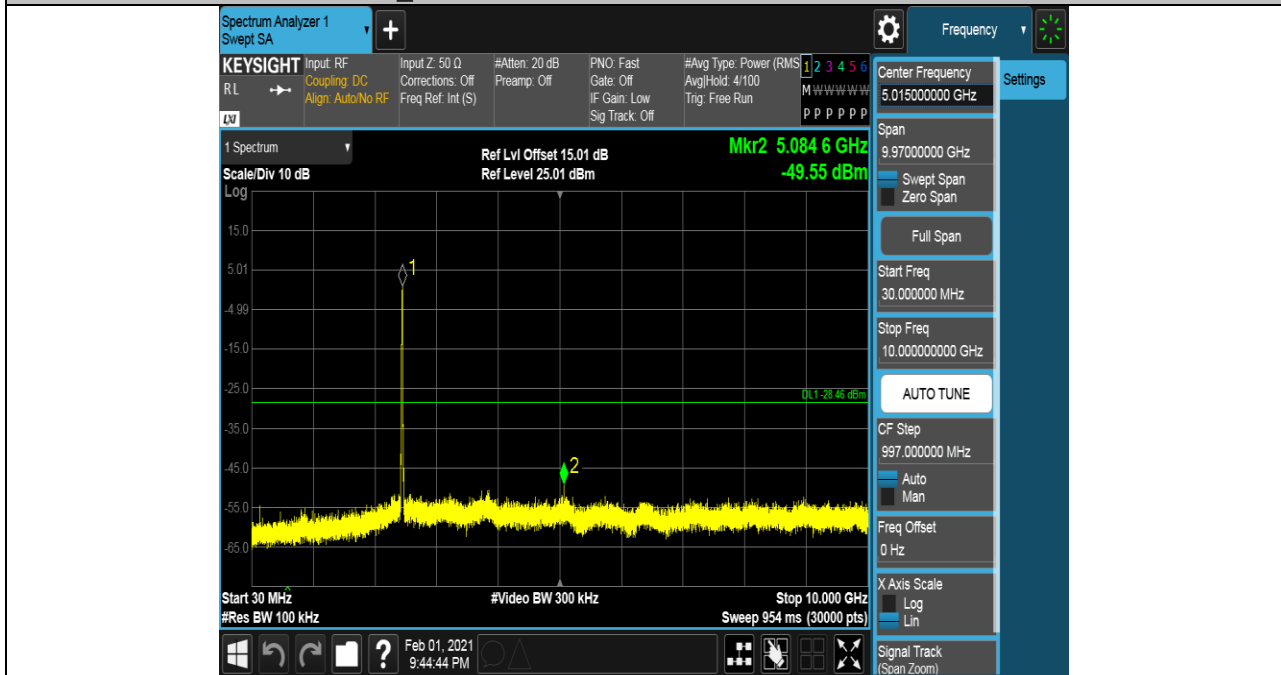 Spectrum Analyzer 1
Swept SA
+
Frequency
KEYSIGHT
RL
LXI
Input: RF
Coupling: DC
Align: Auto/No RF
Input Z: 50 Ω
Corrections: Off
Freq Ref: Int (S)
#Atten: 20 dB
Preamp: Off
PNO: Fast
Gate: Off
IF Gain: Low
Sig Track: Off
#Avg Type: Power (RMS
Avg|Hold: 4/100
Trig: Free Run
1 2 3 4 5 6
M W W W W W
P P P P P P
1 Spectrum
Scale/Div 10 dB
Log
Ref Lvl Offset 15.01 dB
Ref Level 25.01 dBm
Mkr2 5.084 6 GHz
-49.55 dBm
15.0
5.01
-4.99
-15.0
-25.0
-35.0
-45.0
-55.0
-65.0
1
DL1 -28.46 dBm
2
Start 30 MHz
#Res BW 100 kHz
#Video BW 300 kHz
Stop 10.000 GHz
Sweep 954 ms (30000 pts)
?
Feb 01, 2021
9:44:44 PM
Center Frequency
5.015000000 GHz
Settings
Span
9.97000000 GHz
Swept Span
Zero Span
Full Span
Start Freq
30.000000 MHz
Stop Freq
10.000000000 GHz
AUTO TUNE
CF Step
997.000000 MHz
Auto
Man
Freq Offset
0 Hz
X Axis Scale
Log
Lin
Signal Track
(Span Zoom)